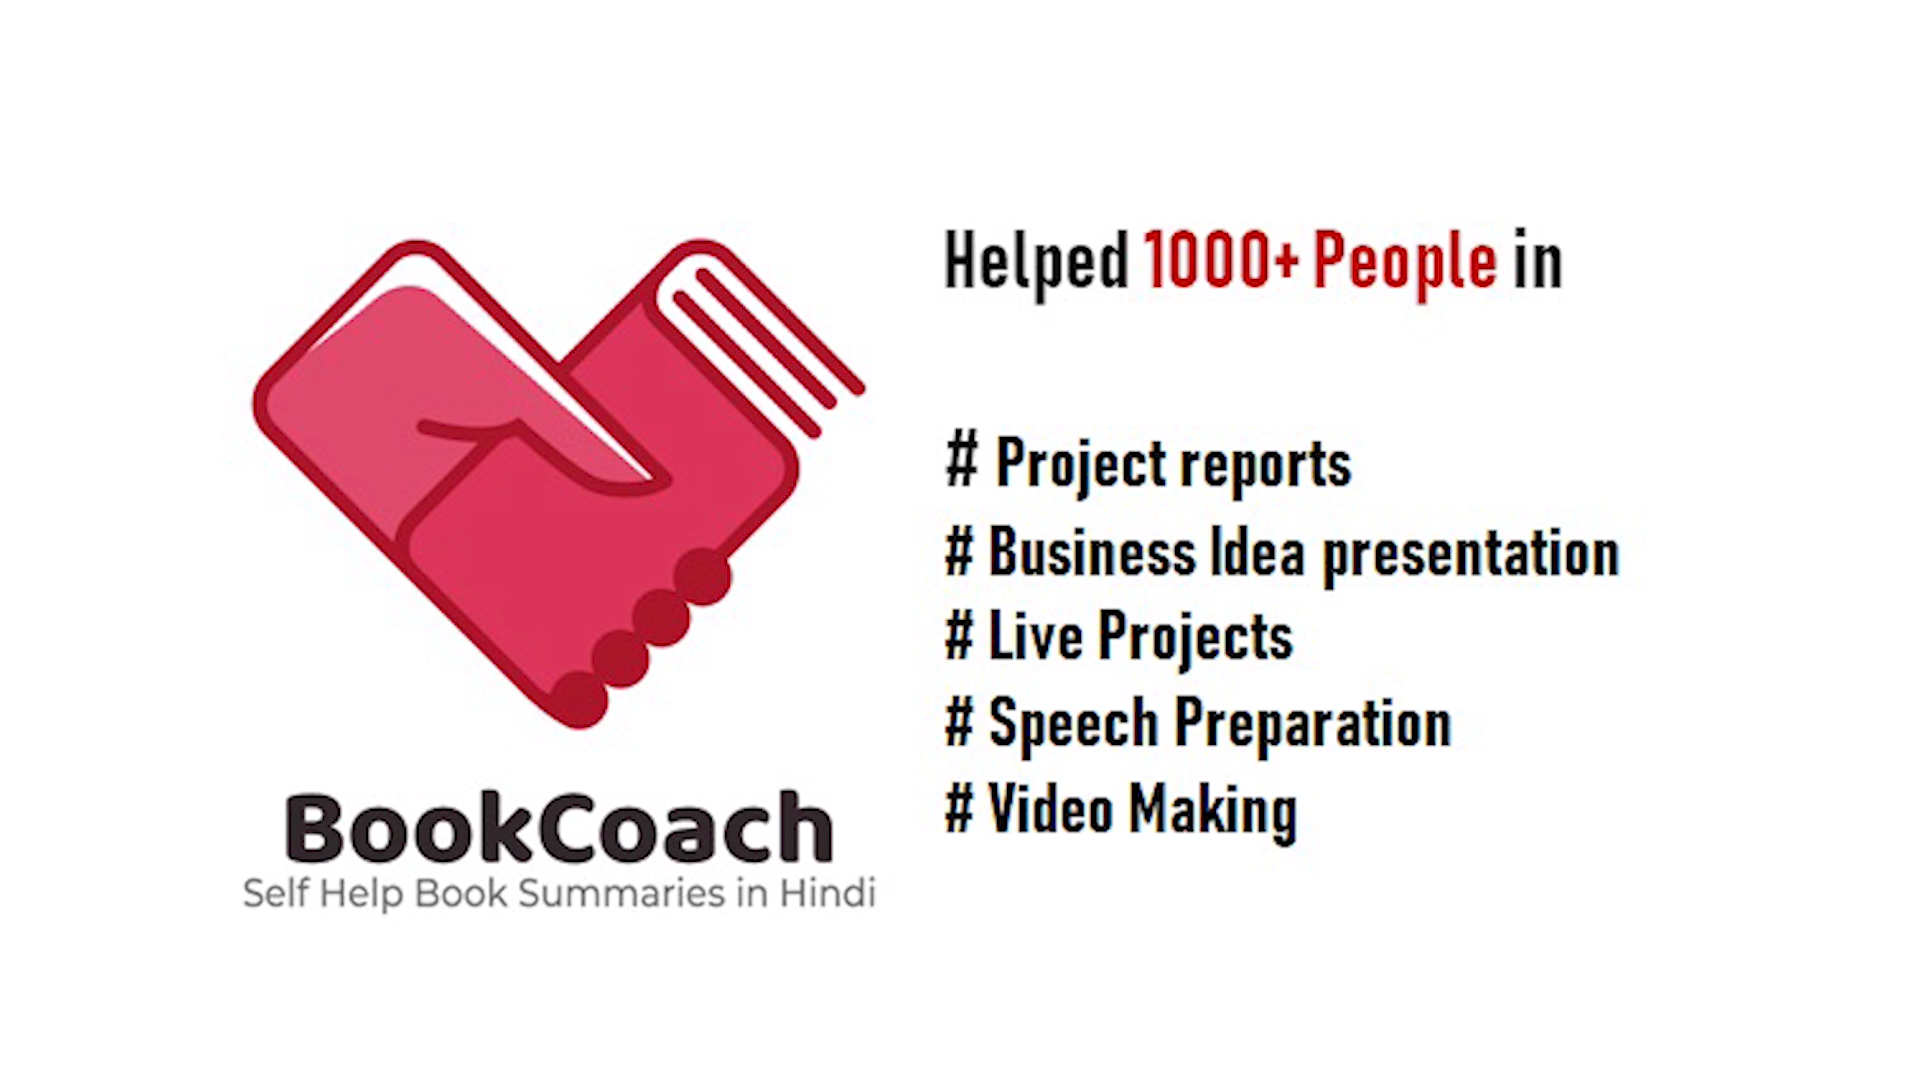 BookCoach
Self Help Book Summaries in Hindi
Helped 1000+ People in
# Project reports
# Business Idea presentation
# Live Projects
# Speech Preparation
# Video Making